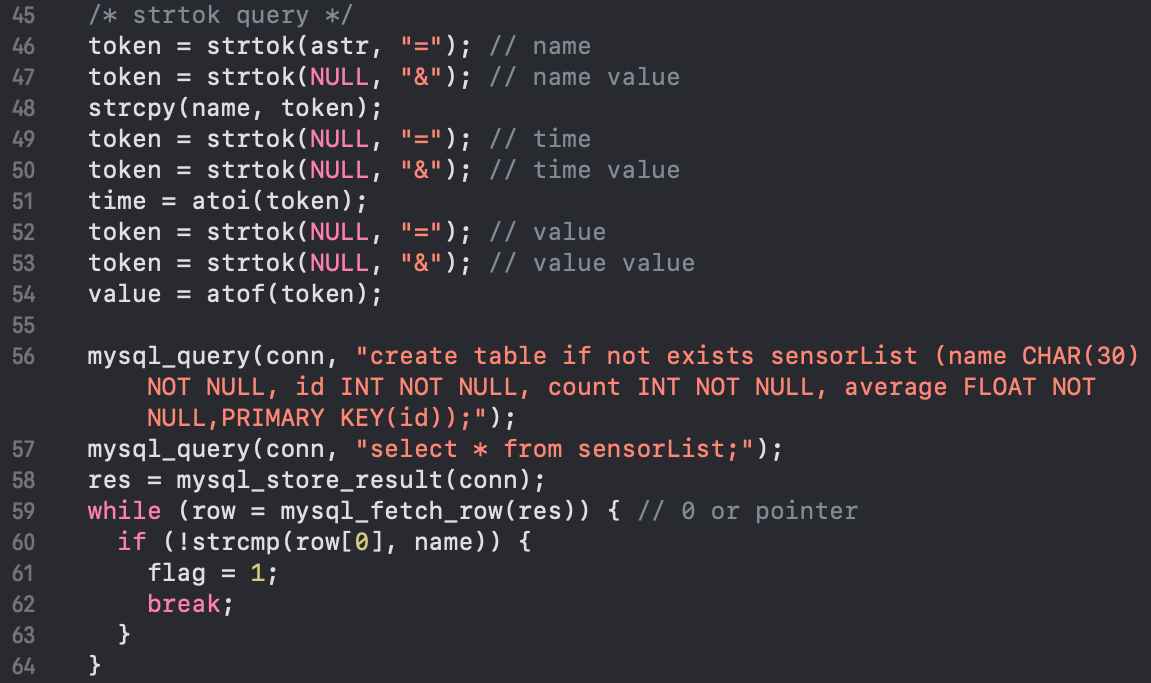 45 /* strtok query */
46 token = strtok(astr, "="); // name
47 token = strtok(NULL, "&"); // name value
48 strcpy(name, token);
49 token = strtok(NULL, "="); // time
50 token = strtok(NULL, "&"); // time value
51 time = atoi(token);
52 token = strtok(NULL, "="); // value
53 token = strtok(NULL, "&"); // value value
54 value = atof(token);
55
56 mysql_query(conn, "create table if not exists sensorList (name CHAR(30)
NOT NULL, id INT NOT NULL, count INT NOT NULL, average FLOAT NOT
NULL,PRIMARY KEY(id));");
57 mysql_query(conn, "select * from sensorList;");
58 res = mysql_store_result(conn);
59 while (row = mysql_fetch_row(res)) { // 0 or pointer
60 if (!strcmp(row[0], name)) {
61 flag = 1;
62 break;
63 }
64 }